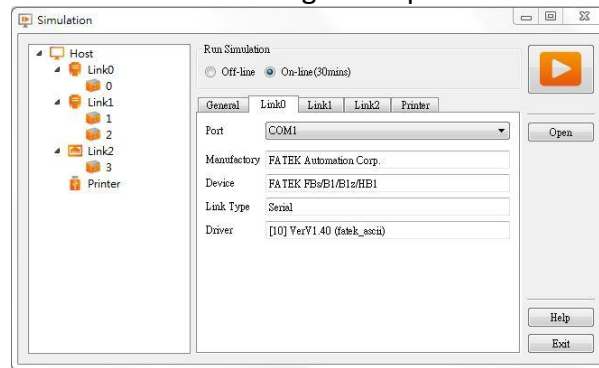 Simulation
Host
Link0
0
Link1
1
2
Link2
3
Printer
Run Simulation
Off-line On-line(30mins)
General Link0 Link1 Link2 Printer
Port COM1
Manufactory FATEK Automation Corp.
Device FATEK FBs/B1/B1z/HB1
Link Type Serial
Driver [10] VerV1.40 (fatek_ascii)
Open
Help
Exit